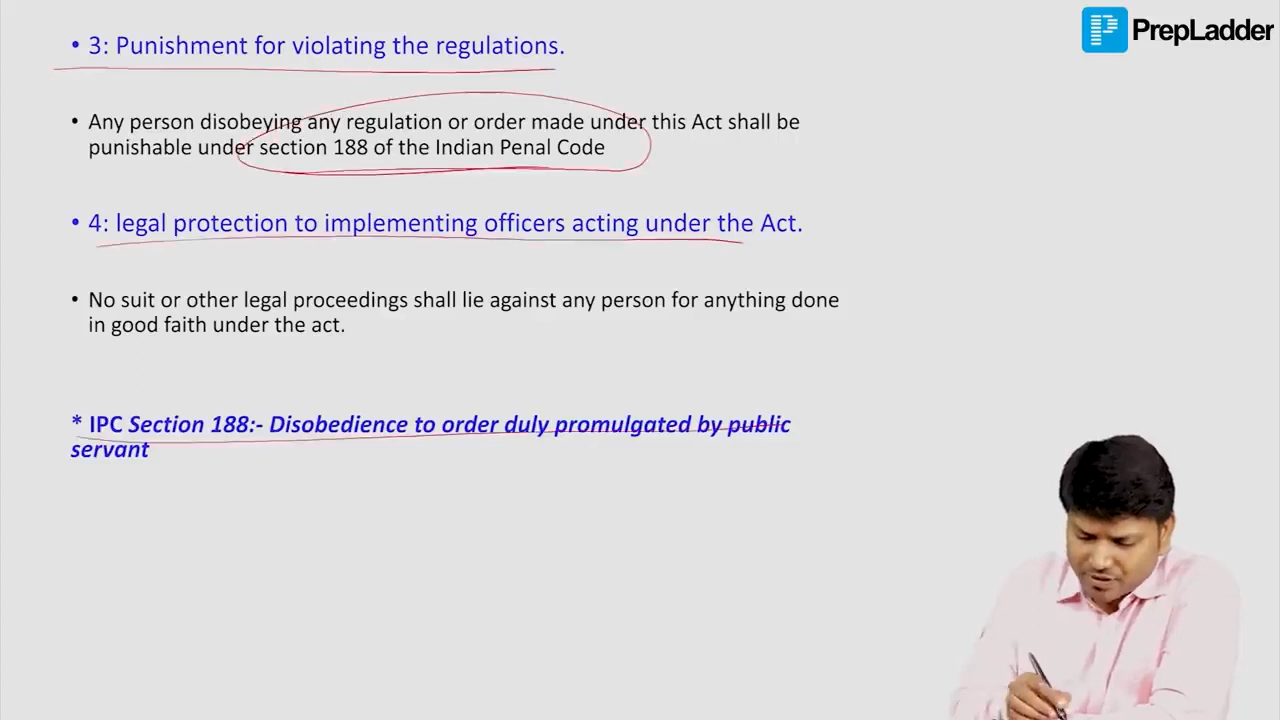 PrepLadder
• 3: Punishment for violating the regulations.
• Any person disobeying any regulation or order made under this Act shall be
punishable under section 188 of the Indian Penal Code
• 4: legal protection to implementing officers acting under the Act.
• No suit or other legal proceedings shall lie against any person for anything done
in good faith under the act.
* IPC Section 188:- Disobedience to order duly promulgated by public
servant